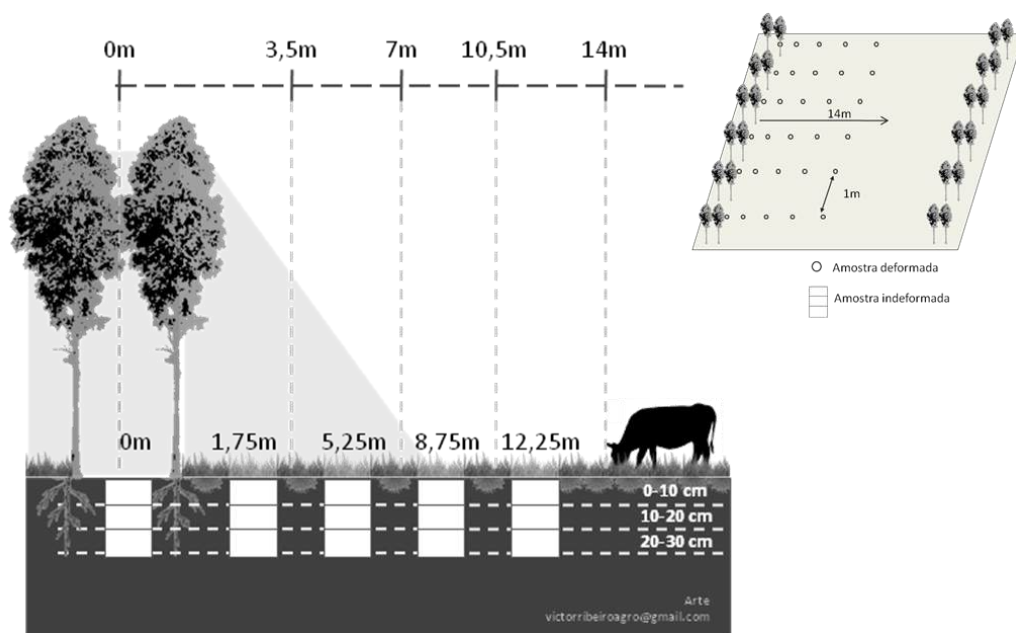 0m 3,5m 7m 10,5m 14m
14m
1m
Amostra deformada
Amostra indeformada
0m 1,75m 5,25m 8,75m 12,25m
0-10 cm
10-20 cm
20-30 cm
Arte
victorribeiroagro@gmail.com